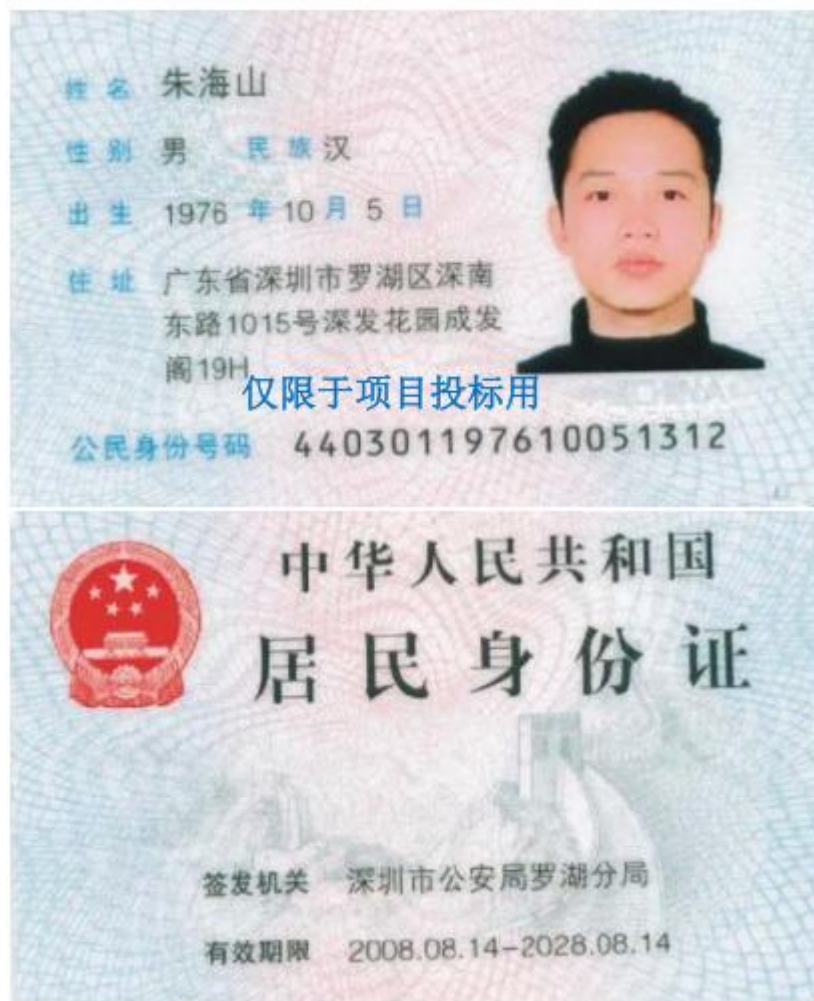 姓名 朱海山
性别 男 民族 汉
出生 1976 年 10 月 5 日
住址 广东省深圳市罗湖区深南
东路1015号深发花园成发
阁19H
仅限于项目投标用
公民身份号码 440301197610051312
中华人民共和国
居民身份证
签发机关 深圳市公安局罗湖分局
有效期限 2008.08.14-2028.08.14